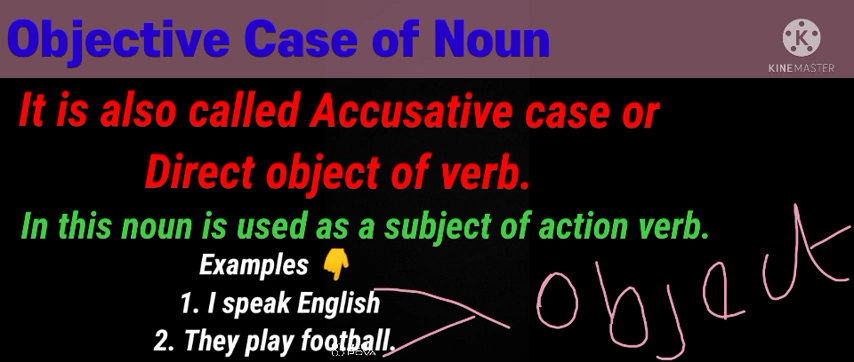 Objective Case of Noun
KINEMASTER
It is also called Accusative case or
Direct object of verb.
In this noun is used as a subject of action verb.
Examples 👇
1. I speak English
2. They play football.
Object